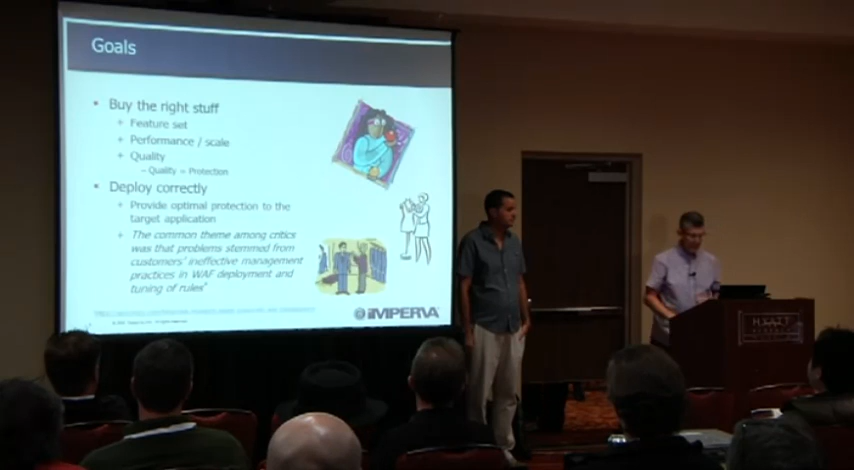 Goals
• Buy the right stuff
+ Feature set
+ Performance / scale
+ Quality
– Quality = Protection
• Deploy correctly
+ Provide optimal protection to the
target application
+ The common theme among critics
was that problems stemmed from
customers' ineffective management
practices in WAF deployment and
tuning of rules"
IMPERVA
HYATT